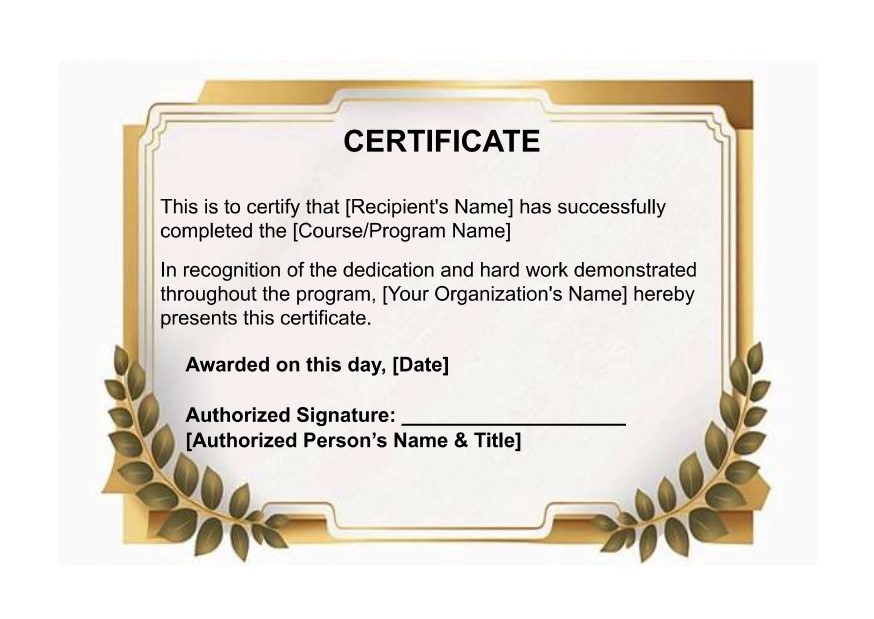 CERTIFICATE
This is to certify that [Recipient's Name] has successfully
completed the [Course/Program Name]
In recognition of the dedication and hard work demonstrated
throughout the program, [Your Organization's Name] hereby
presents this certificate.
Awarded on this day, [Date]
Authorized Signature: ____________________
[Authorized Person’s Name & Title]